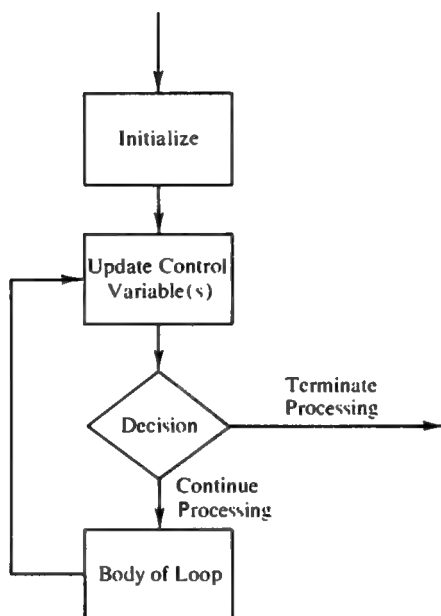 Initialize
Update Control
Variable(s)
Decision
Terminate
Processing
Continue
Processing
Body of Loop